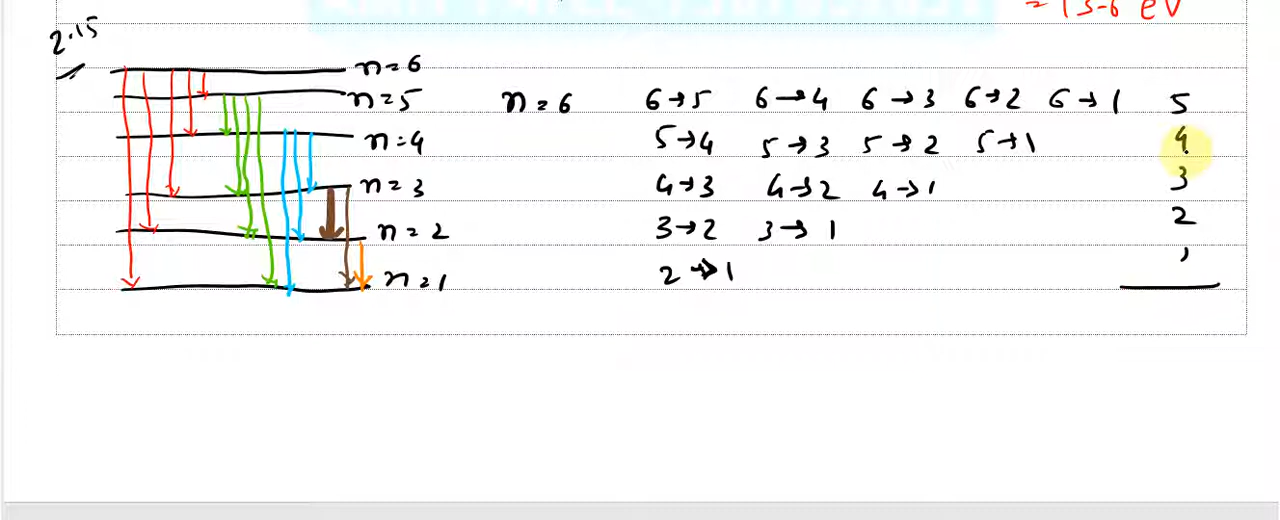 = 13.6 eV
2.15
n=6
n=5
n=6 6→5 6→4 6→3 6→2 6→1 5
n=4
5→4 5→3 5→2 5→1 4
n=3
4→3 4→2 4→1 3
n=2
3→2 3→1 2
n=1
2→1 1